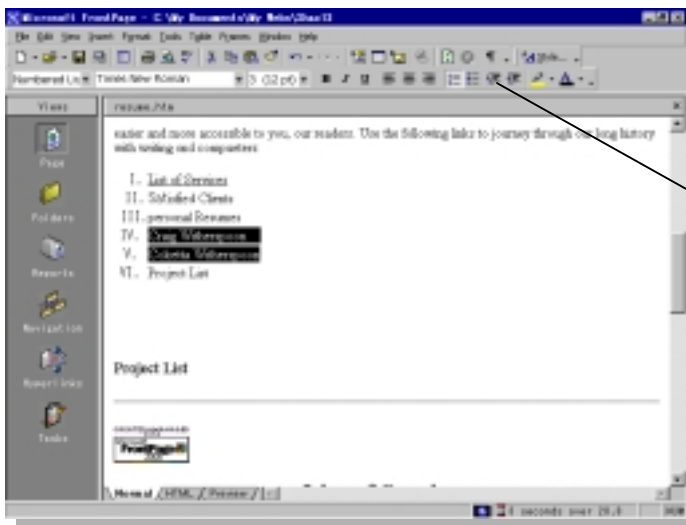 Microsoft FrontPage - C:\My Documents\My Webs\Chap13
File Edit View Insert Format Tools Table Frames Window Help
Style...
Numbered Lis Times New Roman 3 (12 pt)
Views resume.htm
easier and more accessible to you, our readers. Use the following links to journey through our long history
with writing and computers:
I. List of Services
II. Satisfied Clients
III. personal Resumes
IV. Craig Witherspoon
V. Coletta Witherspoon
VI. Project List
Page
Folders
Reports
Navigation
Hyperlinks
Tasks
Project List
FrontPage
Normal HTML Preview
seconds over 28.8 NUM